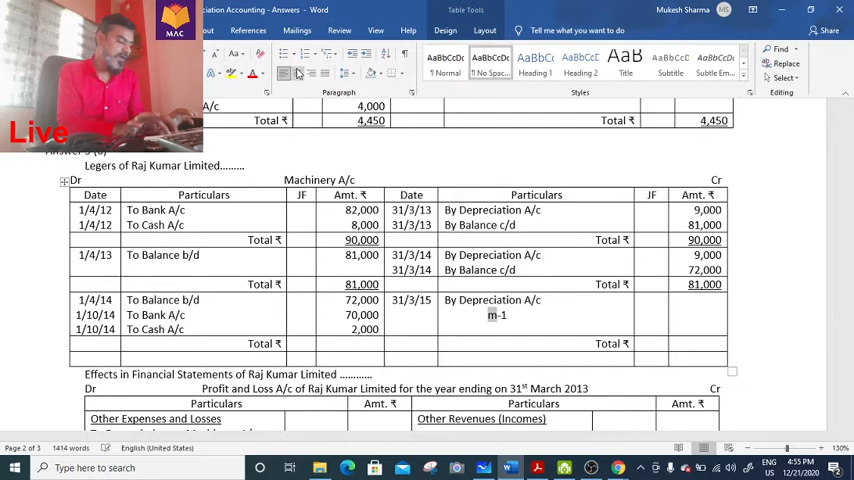 ociation Accounting - Answers - Word
Table Tools
Mukesh Sharma MS
MAC
Mailings Review View Help Design Layout Tell me what you want to do Share
Aa
AaBbCcDc AaBbCcDc AaBbCc AaBbCcC AaB AaBbCcC AaBbCcDc
¶ Normal ¶ No Spac... Heading 1 Heading 2 Title Subtitle Subtle Em...
Find
Replace
Select
Paragraph Styles Editing
Live
A/c 4,000
Total ₹ 4,450 Total ₹ 4,450
Legers of Raj Kumar Limited………
Dr Machinery A/c Cr
Date Particulars JF Amt. ₹ Date Particulars JF Amt. ₹
1/4/12 To Bank A/c 82,000 31/3/13 By Depreciation A/c 9,000
1/4/12 To Cash A/c 8,000 31/3/13 By Balance c/d 81,000
Total ₹ 90,000 Total ₹ 90,000
1/4/13 To Balance b/d 81,000 31/3/14 By Depreciation A/c 9,000
31/3/14 By Balance c/d 72,000
Total ₹ 81,000 Total ₹ 81,000
1/4/14 To Balance b/d 72,000 31/3/15 By Depreciation A/c
1/10/14 To Bank A/c 70,000 m-1
1/10/14 To Cash A/c 2,000
Total ₹ Total ₹
Effects in Financial Statements of Raj Kumar Limited …………
Dr Profit and Loss A/c of Raj Kumar Limited for the year ending on 31st March 2013 Cr
Particulars Amt. ₹ Particulars Amt. ₹
Other Expenses and Losses Other Revenues (Incomes)
Page 2 of 3 1414 words English (United States) 130%
Type here to search
ENG
US
4:55 PM
12/21/2020